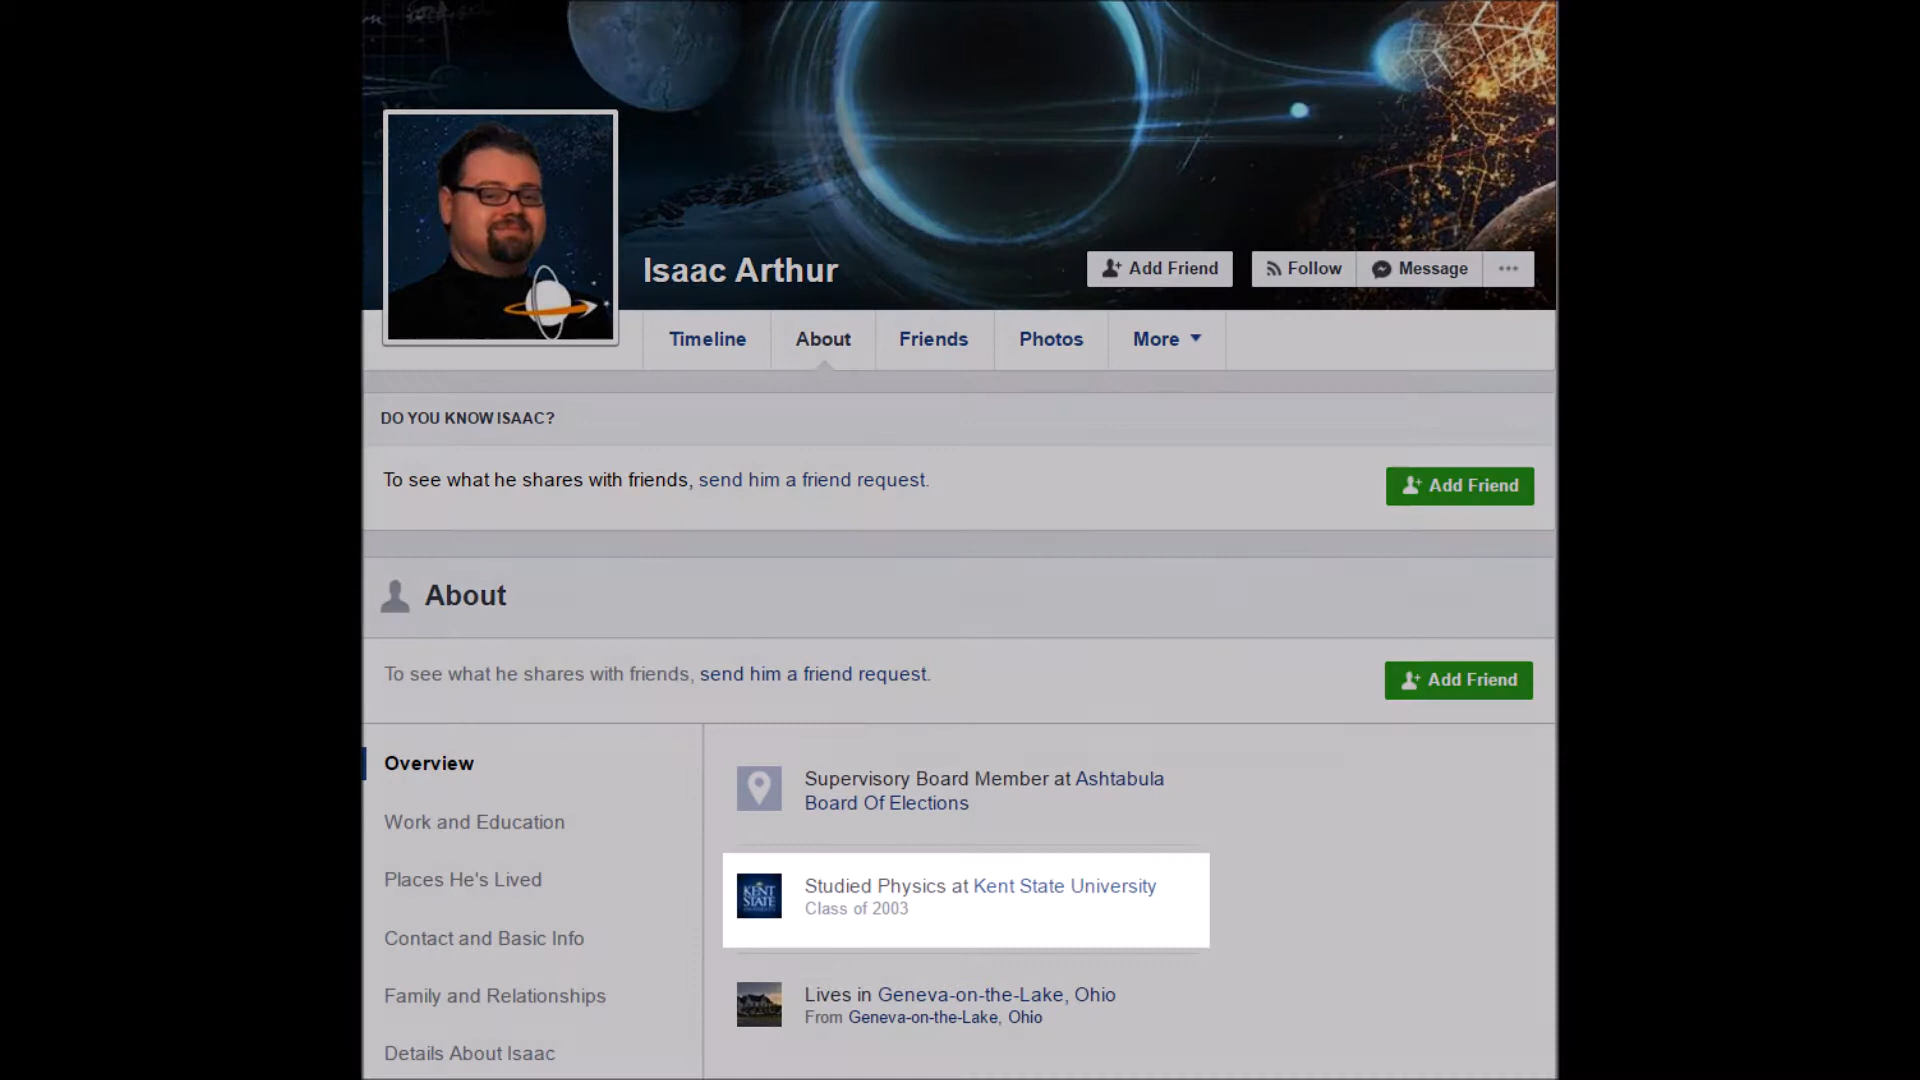 Isaac Arthur
Add Friend
Follow
Message
Timeline
About
Friends
Photos
More
DO YOU KNOW ISAAC?
To see what he shares with friends, send him a friend request.
Add Friend
About
To see what he shares with friends, send him a friend request.
Add Friend
Overview
Work and Education
Places He's Lived
Contact and Basic Info
Family and Relationships
Details About Isaac
Supervisory Board Member at Ashtabula
Board Of Elections
KENT
STATE
Studied Physics at Kent State University
Class of 2003
Lives in Geneva-on-the-Lake, Ohio
From Geneva-on-the-Lake, Ohio